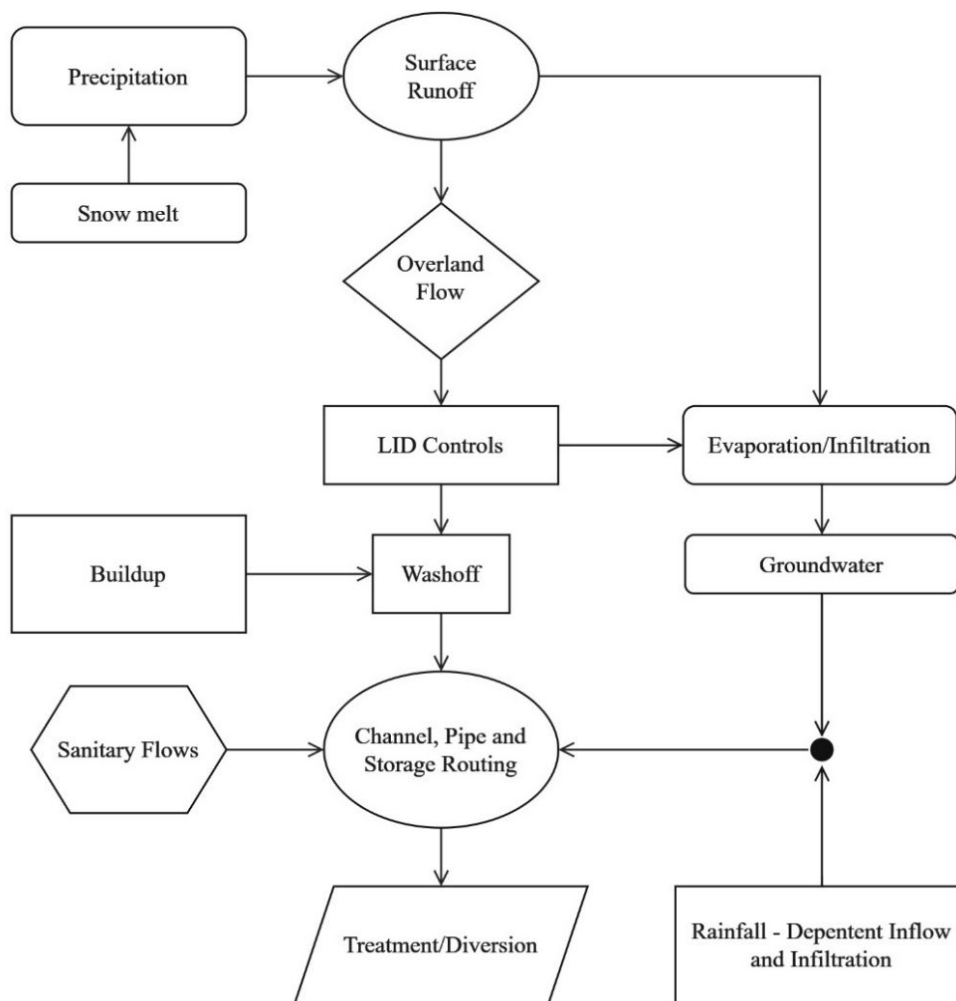 Precipitation
Surface
Runoff
Snow melt
Overland
Flow
LID Controls
Evaporation/Infiltration
Buildup
Washoff
Groundwater
Sanitary Flows
Channel, Pipe and
Storage Routing
Treatment/Diversion
Rainfall - Depentent Inflow
and Infiltration